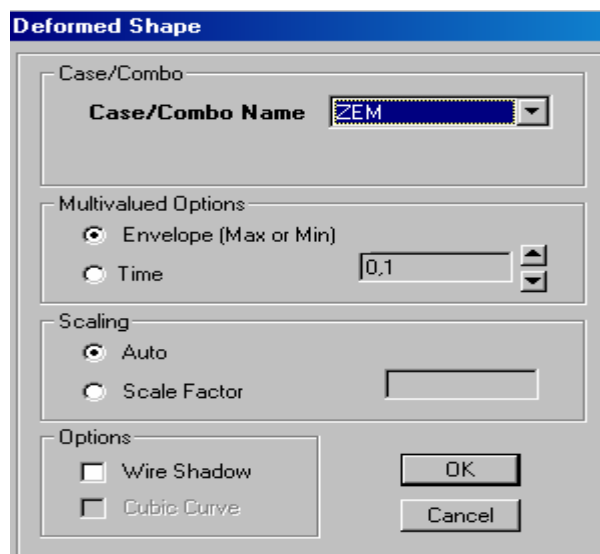 Deformed Shape
Case/Combo
Case/Combo Name ZEM
Multivalued Options
Envelope (Max or Min)
Time 0,1
Scaling
Auto
Scale Factor
Options
Wire Shadow OK
Cubic Curve Cancel